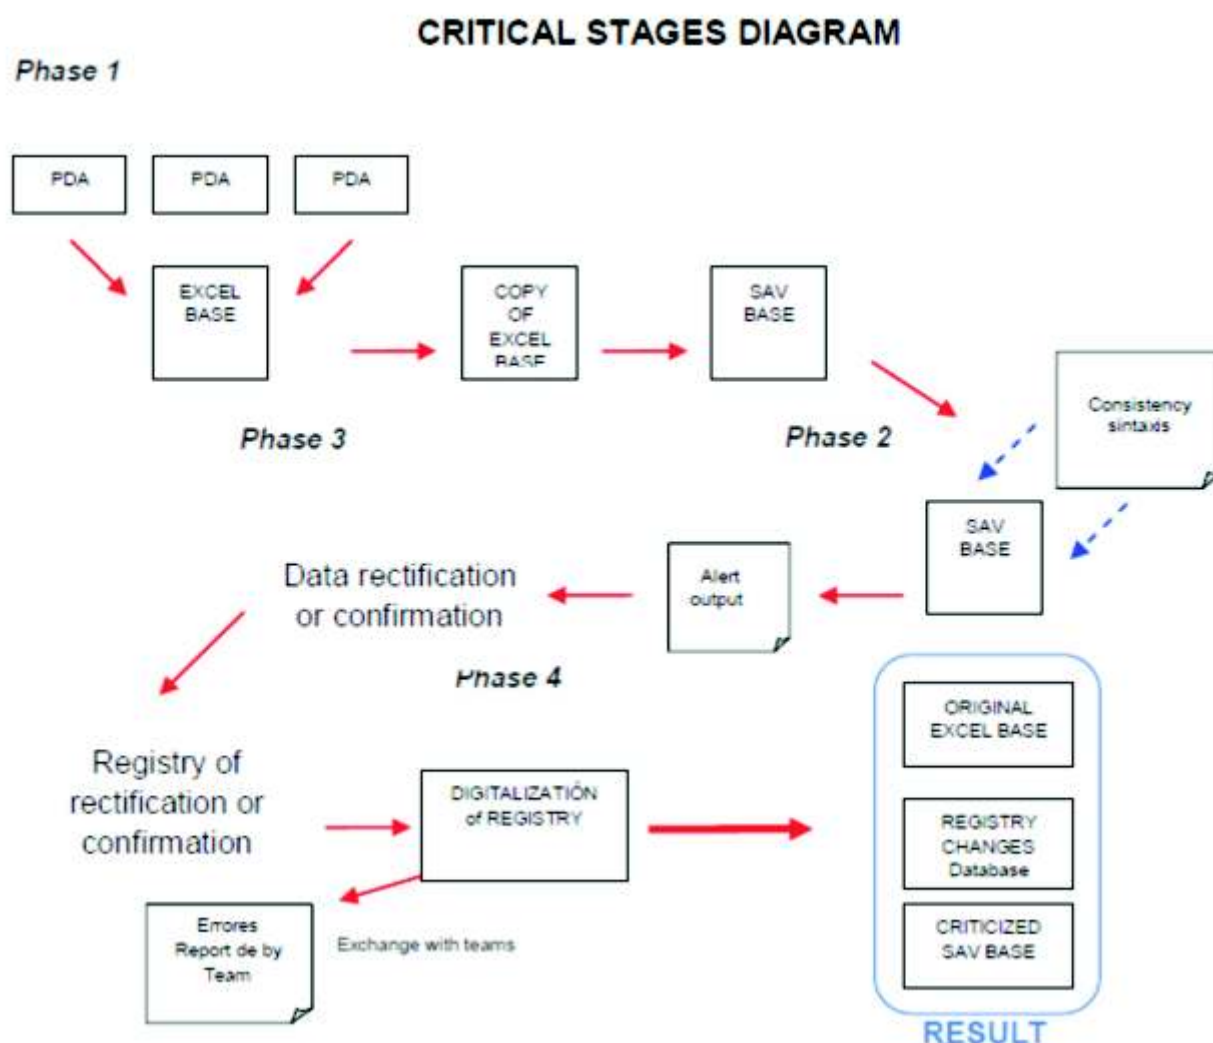 CRITICAL STAGES DIAGRAM
Phase 1
PDA
PDA
PDA
EXCEL
BASE
COPY
OF
EXCEL
BASE
SAV
BASE
Consistency
sintaxis
Phase 3
Phase 2
SAV
BASE
Alert
output
Data rectification
or confirmation
Phase 4
ORIGINAL
EXCEL BASE
Registry of
rectification or
confirmation
DIGITALIZATIÓN
of REGISTRY
REGISTRY
CHANGES
Database
Errores
Report de by
Team
Exchange with teams
CRITICIZED
SAV BASE
RESULT